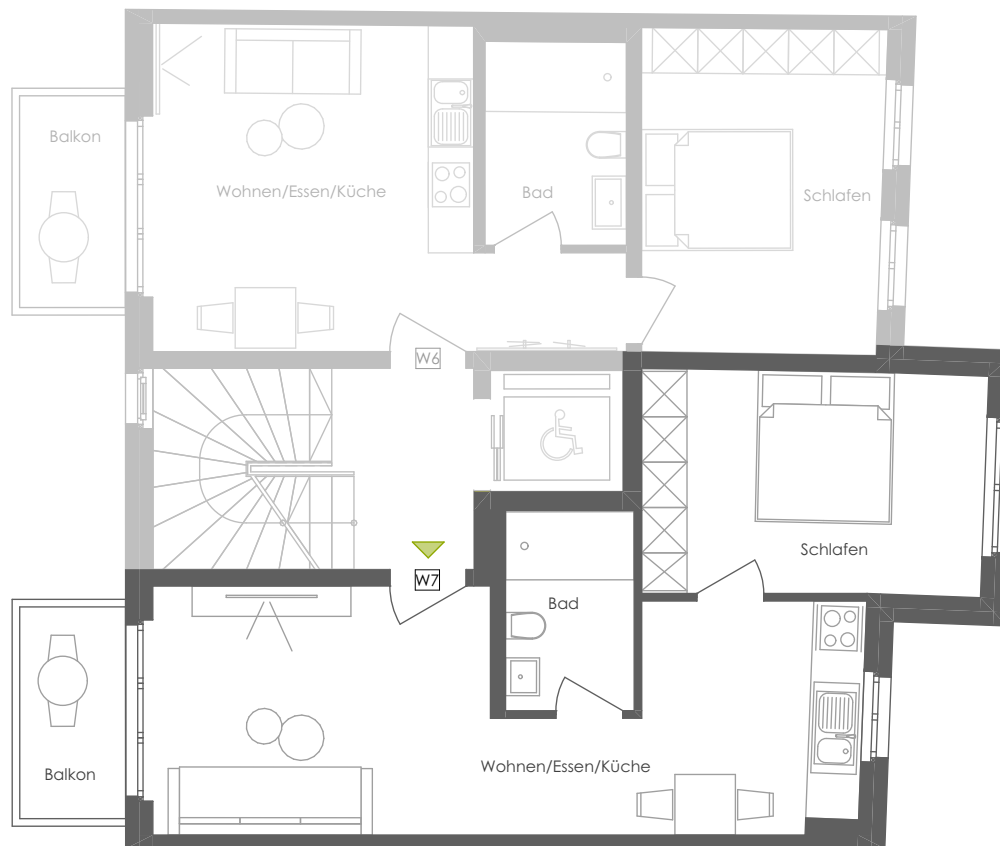 Balkon
Wohnen/Essen/Küche
Bad
Schlafen
W6
W7
Schlafen
Bad
Balkon
Wohnen/Essen/Küche